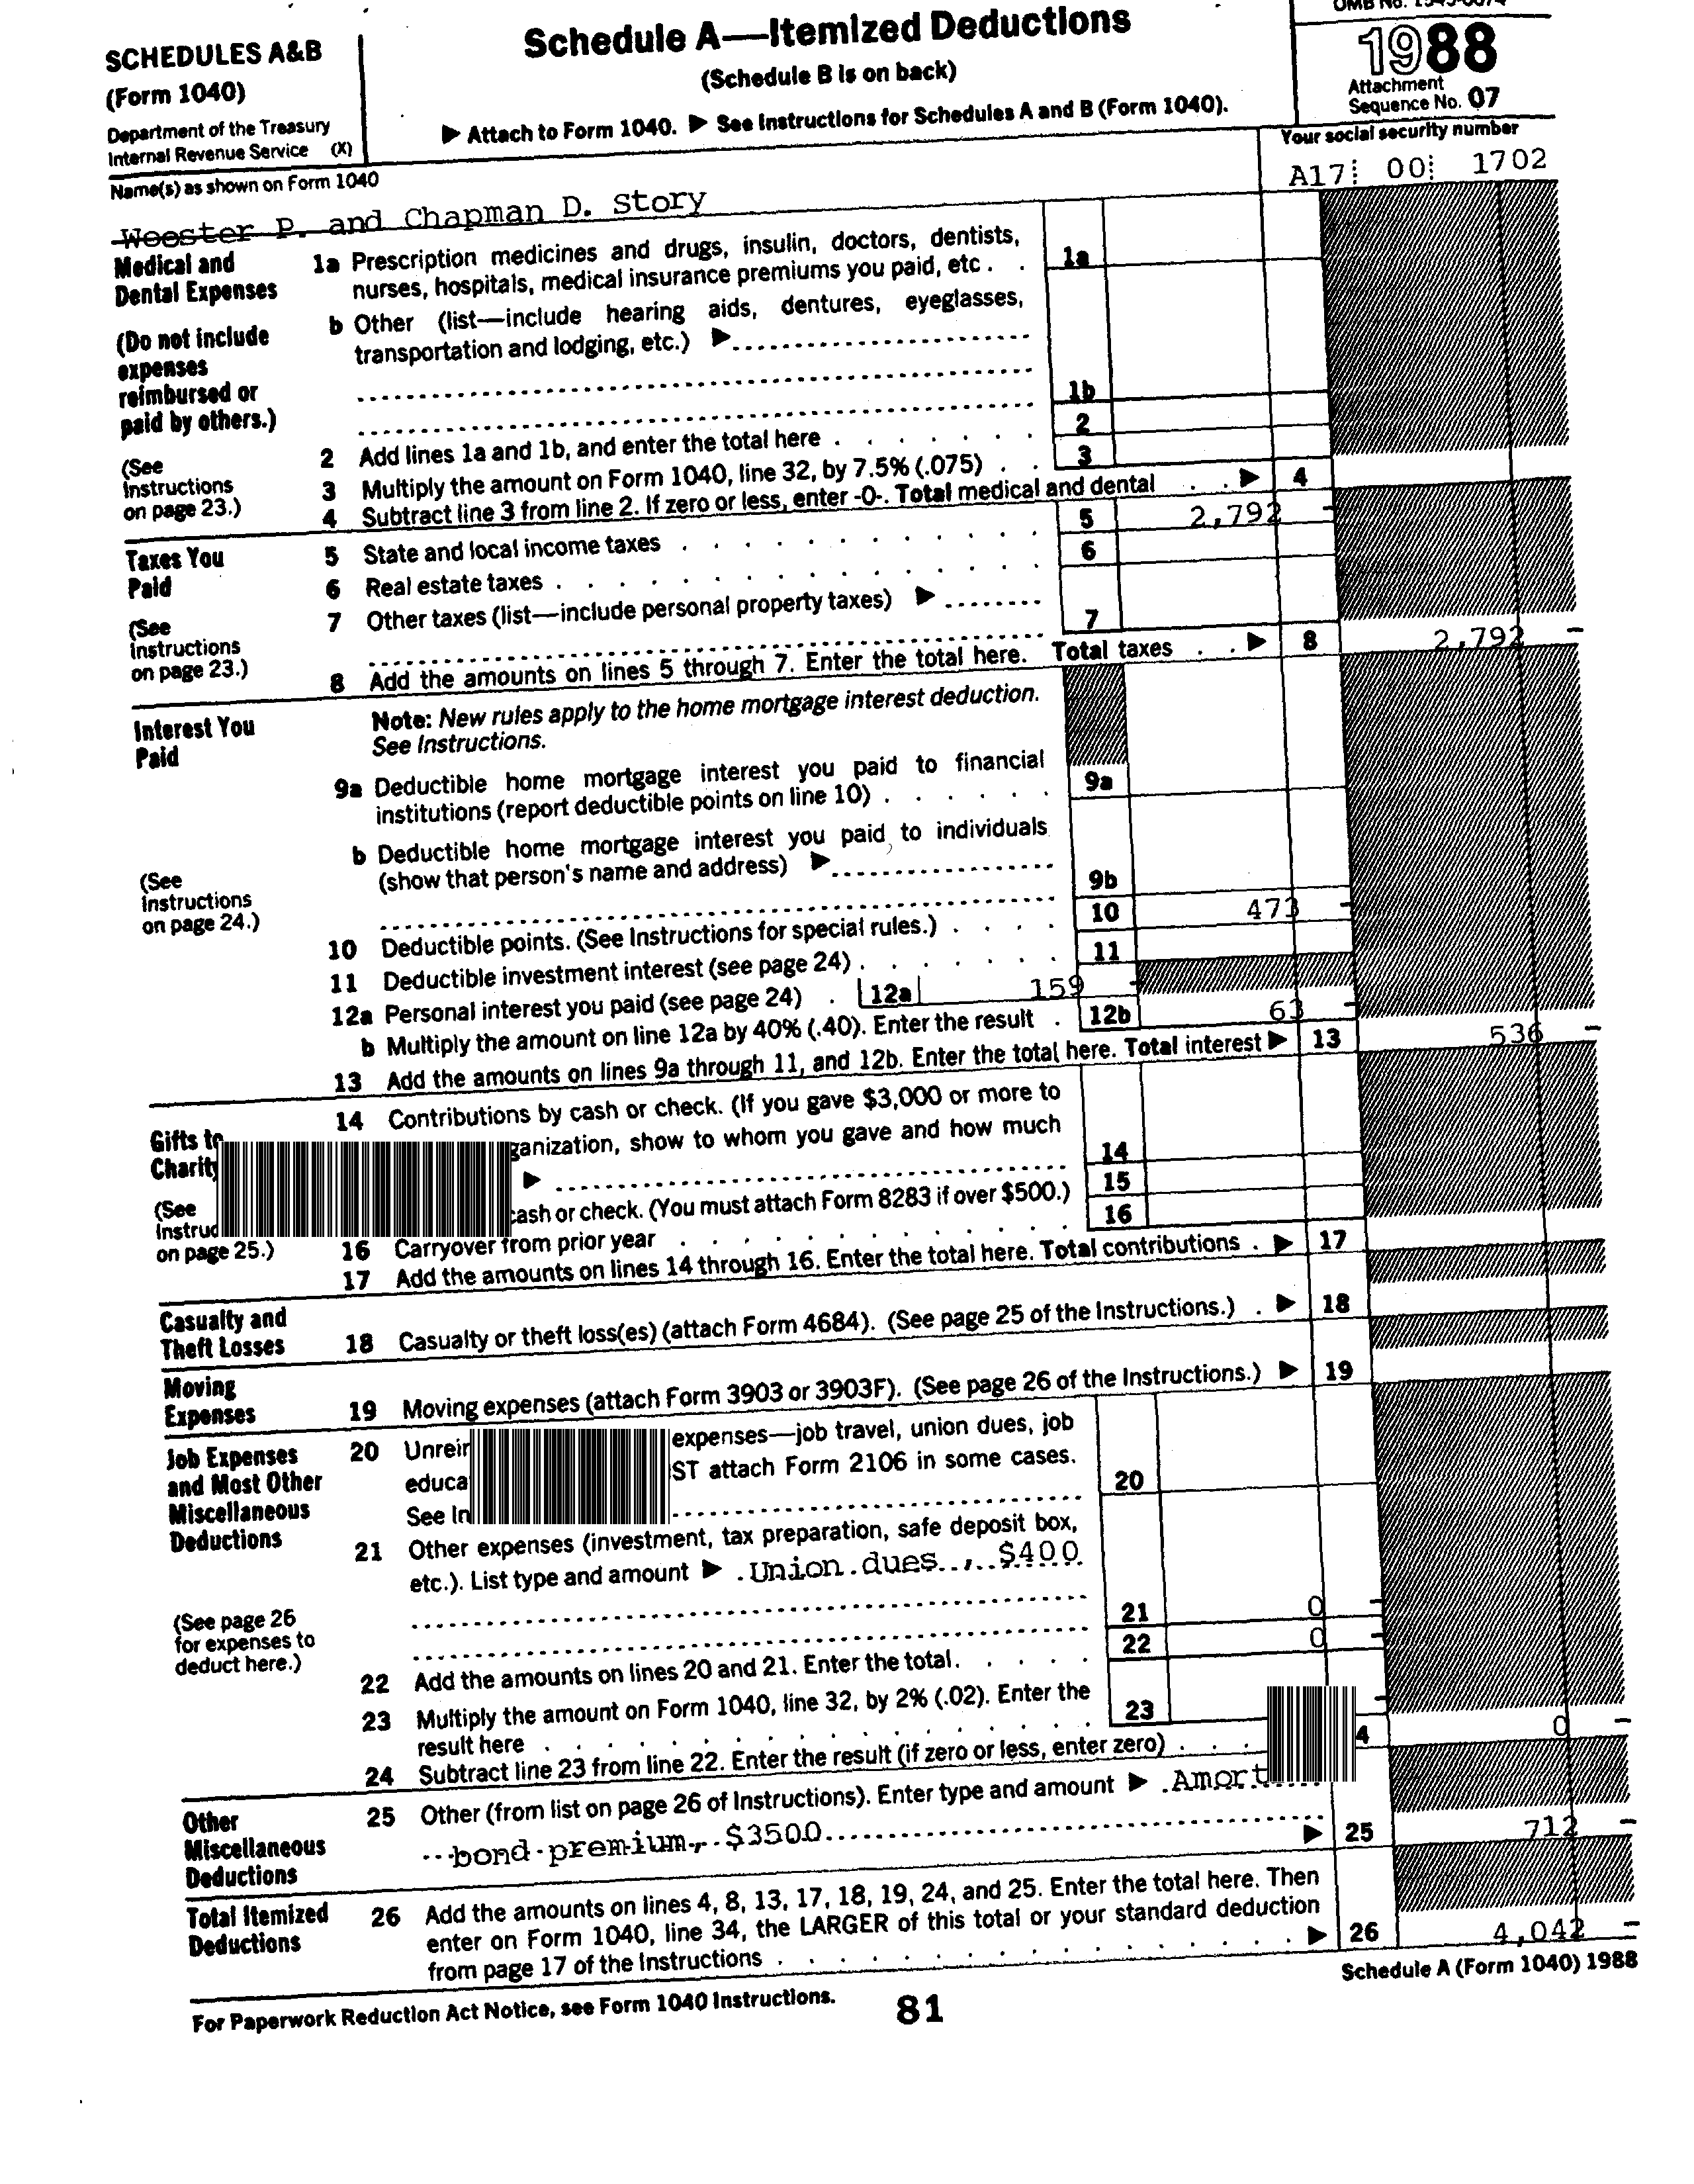 SCHEDULES A&B
(Form 1040)
Department of the Treasury
Internal Revenue Service (X)
Schedule A—Itemized Deductions
(Schedule B is on back)
▶ Attach to Form 1040. ▶ See Instructions for Schedules A and B (Form 1040).
OMB No.
1988
Attachment
Sequence No. 07
Name(s) as shown on Form 1040
Your social security number
Wooster P. and Chapman D. Story
A17 00 1702
Medical and
Dental Expenses
(Do not include
expenses
reimbursed or
paid by others.)
(See
Instructions
on page 23.)
1a Prescription medicines and drugs, insulin, doctors, dentists,
nurses, hospitals, medical insurance premiums you paid, etc . . 1a
b Other (list—include hearing aids, dentures, eyeglasses,
transportation and lodging, etc.) ▶
1b
2 Add lines 1a and 1b, and enter the total here . . . . . . . 2
3 Multiply the amount on Form 1040, line 32, by 7.5% (.075) . . 3
4 Subtract line 3 from line 2. If zero or less, enter -0-. Total medical and dental . . ▶ 4
Taxes You
Paid
(See
Instructions
on page 23.)
5 State and local income taxes . . . . . . . . . . . 5 2,792 -
6 Real estate taxes . . . . . . . . . . . . . . 6
7 Other taxes (list—include personal property taxes) ▶
7
8 Add the amounts on lines 5 through 7. Enter the total here. Total taxes . . ▶ 8 2,792 -
Interest You
Paid
(See
Instructions
on page 24.)
Note: New rules apply to the home mortgage interest deduction.
See Instructions.
9a Deductible home mortgage interest you paid to financial
institutions (report deductible points on line 10) . . . . . . 9a
b Deductible home mortgage interest you paid to individuals
(show that person's name and address) ▶
9b
10 Deductible points. (See Instructions for special rules.) . . . . 10 473 -
11 Deductible investment interest (see page 24) . . . . . . . 11
12a Personal interest you paid (see page 24) . 12a 159 -
b Multiply the amount on line 12a by 40% (.40). Enter the result . 12b 63 -
13 Add the amounts on lines 9a through 11, and 12b. Enter the total here. Total interest ▶ 13 536 -
Gifts to
Charity
(See
on page 25.)
14 Contributions by cash or check. (If you gave $3,000 or more to
show to whom you gave and how much
▶ 14
cash or check. (You must attach Form 8283 if over $500.) 15
16 Carryover from prior year . . . . . . . . . . . 16
17 Add the amounts on lines 14 through 16. Enter the total here. Total contributions . ▶ 17
Casualty and
Theft Losses
18 Casualty or theft loss(es) (attach Form 4684). (See page 25 of the Instructions.) . ▶ 18
Moving
Expenses
19 Moving expenses (attach Form 3903 or 3903F). (See page 26 of the Instructions.) ▶ 19
Job Expenses
and Most Other
Miscellaneous
Deductions
(See page 26
for expenses to
deduct here.)
20 expenses—job travel, union dues, job
attach Form 2106 in some cases.
See 20
21 Other expenses (investment, tax preparation, safe deposit box,
etc.). List type and amount ▶ Union dues, $400
21 0 -
22 Add the amounts on lines 20 and 21. Enter the total. . . . . 22 0 -
23 Multiply the amount on Form 1040, line 32, by 2% (.02). Enter the
result here . . . . . . . . . . . . . . 23 -
24 Subtract line 23 from line 22. Enter the result (if zero or less, enter zero) . . . 0 -
Other
Miscellaneous
Deductions
25 Other (from list on page 26 of Instructions). Enter type and amount ▶ Amort
bond premium, $3500 ▶ 25 712 -
Total Itemized
Deductions
26 Add the amounts on lines 4, 8, 13, 17, 18, 19, 24, and 25. Enter the total here. Then
enter on Form 1040, line 34, the LARGER of this total or your standard deduction
from page 17 of the Instructions . . . . . . . . . . . . . . ▶ 26 4,042 -
For Paperwork Reduction Act Notice, see Form 1040 Instructions.
81
Schedule A (Form 1040) 1988